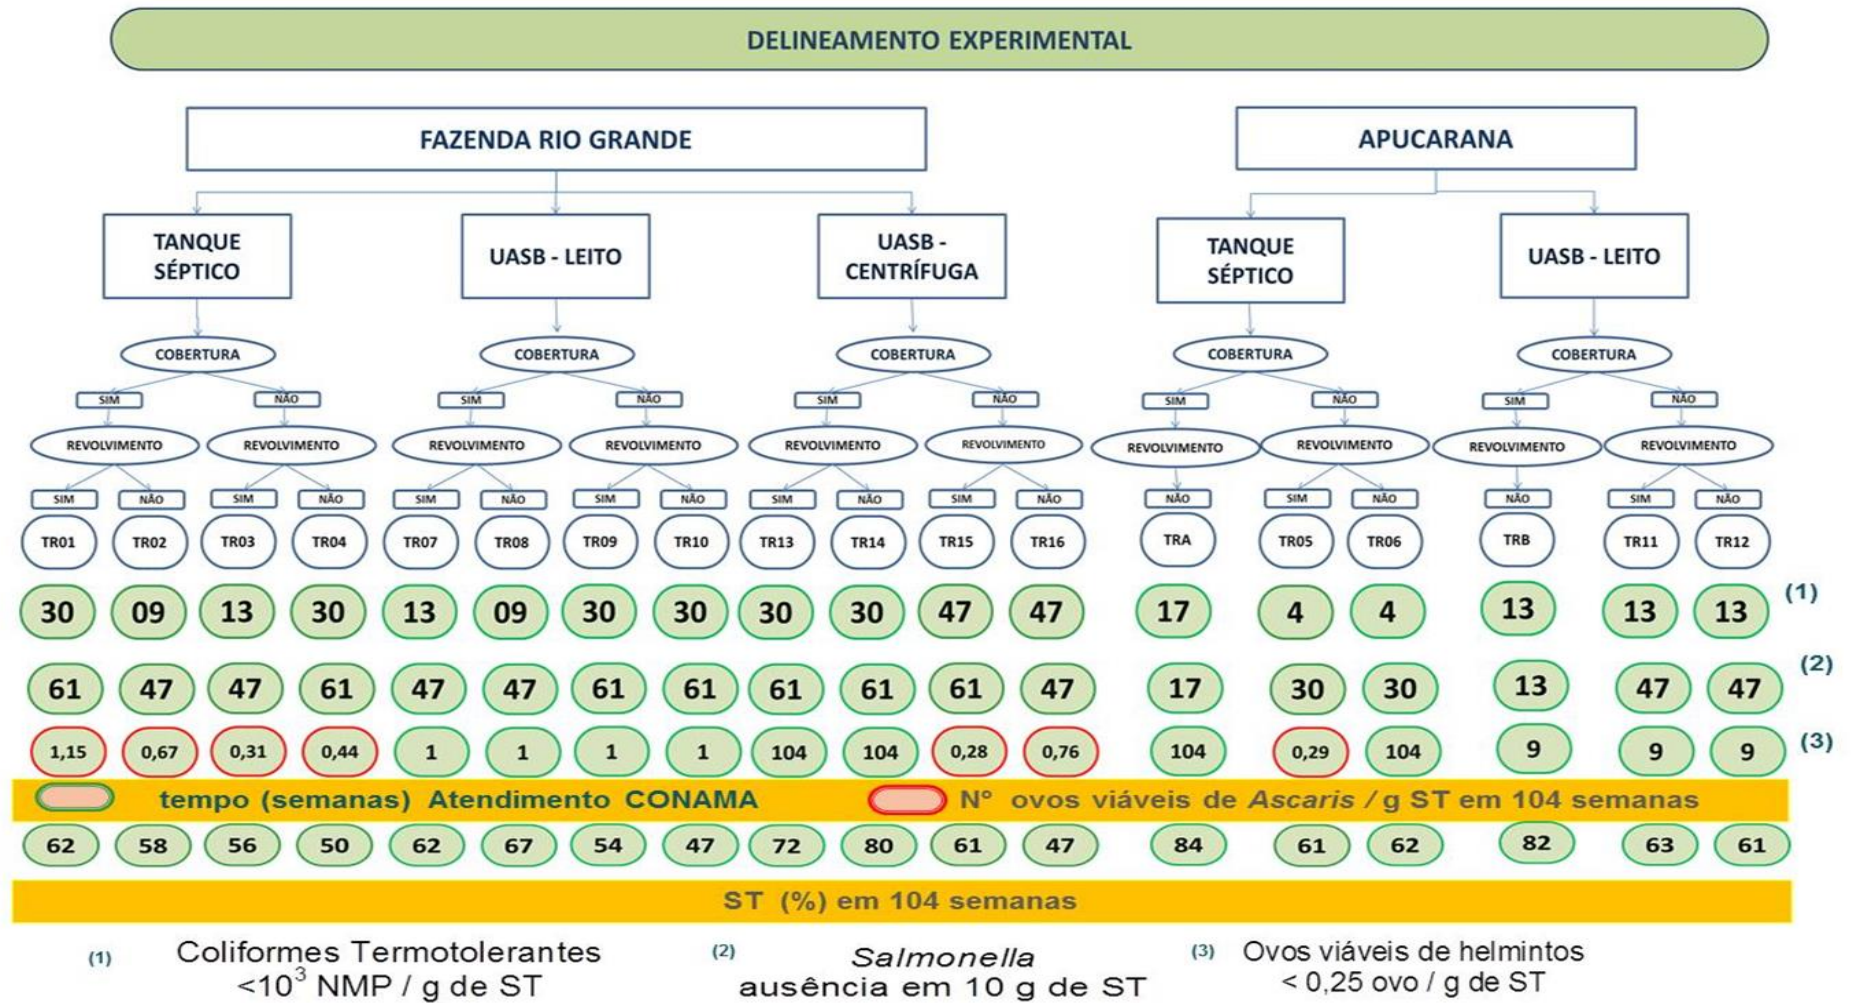 DELINEAMENTO EXPERIMENTAL
FAZENDA RIO GRANDE APUCARANA
TANQUE SÉPTICO UASB - LEITO UASB - CENTRÍFUGA TANQUE SÉPTICO UASB - LEITO
COBERTURA COBERTURA COBERTURA COBERTURA COBERTURA
SIM NÃO SIM NÃO SIM NÃO SIM NÃO SIM NÃO
REVOLVIMENTO REVOLVIMENTO REVOLVIMENTO REVOLVIMENTO REVOLVIMENTO REVOLVIMENTO REVOLVIMENTO REVOLVIMENTO REVOLVIMENTO REVOLVIMENTO
SIM NÃO SIM NÃO SIM NÃO SIM NÃO SIM NÃO SIM NÃO NÃO SIM NÃO NÃO SIM NÃO
TR01 TR02 TR03 TR04 TR07 TR08 TR09 TR10 TR13 TR14 TR15 TR16 TRA TR05 TR06 TRB TR11 TR12
30 09 13 30 13 09 30 30 30 30 47 47 17 4 4 13 13 13 (1)
61 47 47 61 47 47 61 61 61 61 61 47 17 30 30 13 47 47 (2)
1,15 0,67 0,31 0,44 1 1 1 1 104 104 0,28 0,76 104 0,29 104 9 9 9 (3)
tempo (semanas) Atendimento CONAMA Nº ovos viáveis de Ascaris / g ST em 104 semanas
62 58 56 50 62 67 54 47 72 80 61 47 84 61 62 82 63 61
ST (%) em 104 semanas
(1) Coliformes Termotolerantes
<10³ NMP / g de ST
(2) Salmonella
ausência em 10 g de ST
(3) Ovos viáveis de helmintos
< 0,25 ovo / g de ST